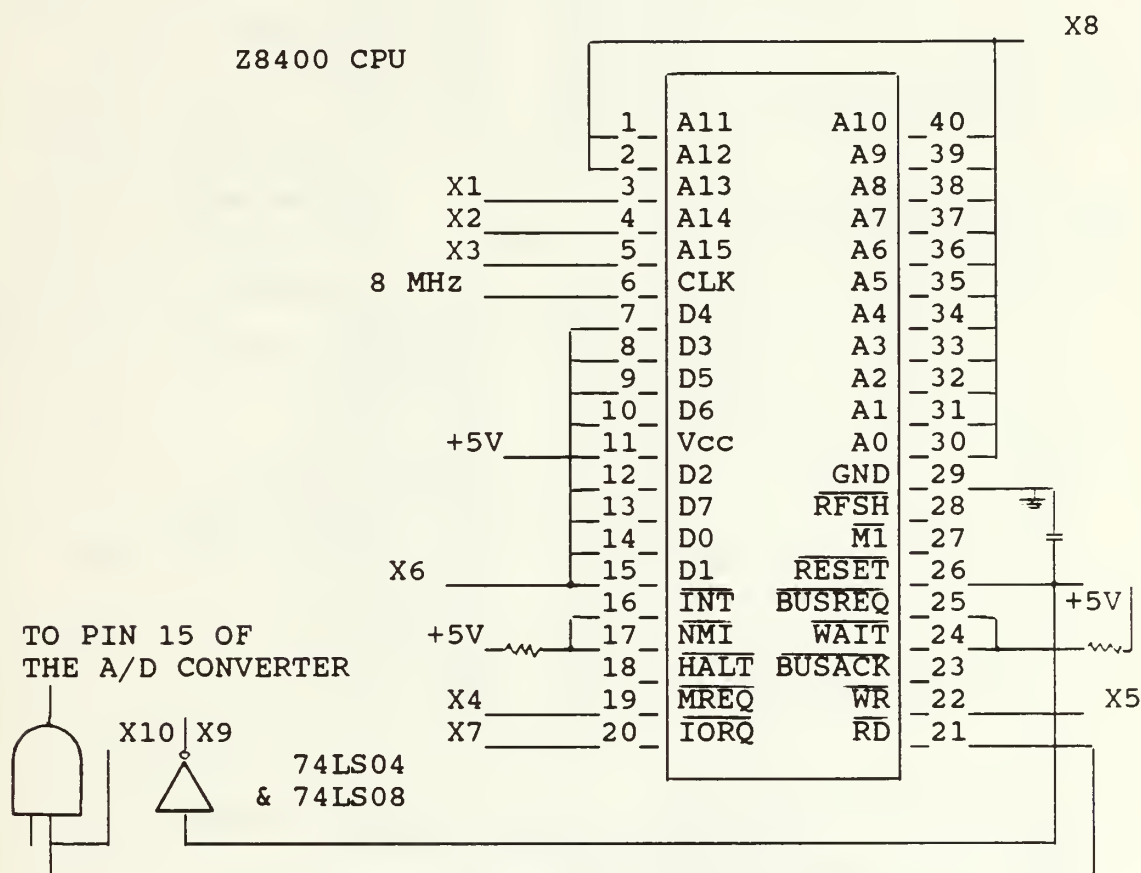 X8
Z8400 CPU
1 A11 A10 40
2 A12 A9 39
X1 3 A13 A8 38
X2 4 A14 A7 37
X3 5 A15 A6 36
8 MHz 6 CLK A5 35
7 D4 A4 34
8 D3 A3 33
9 D5 A2 32
10 D6 A1 31
+5V 11 Vcc A0 30
12 D2 GND 29
13 D7 RFSH 28
14 D0 M1 27
X6 15 D1 RESET 26
16 INT BUSREQ 25 +5V
TO PIN 15 OF
THE A/D CONVERTER
+5V 17 NMI WAIT 24
18 HALT BUSACK 23
X4 19 MREQ WR 22 X5
X7 20 IORQ RD 21
X10 X9
74LS04
& 74LS08